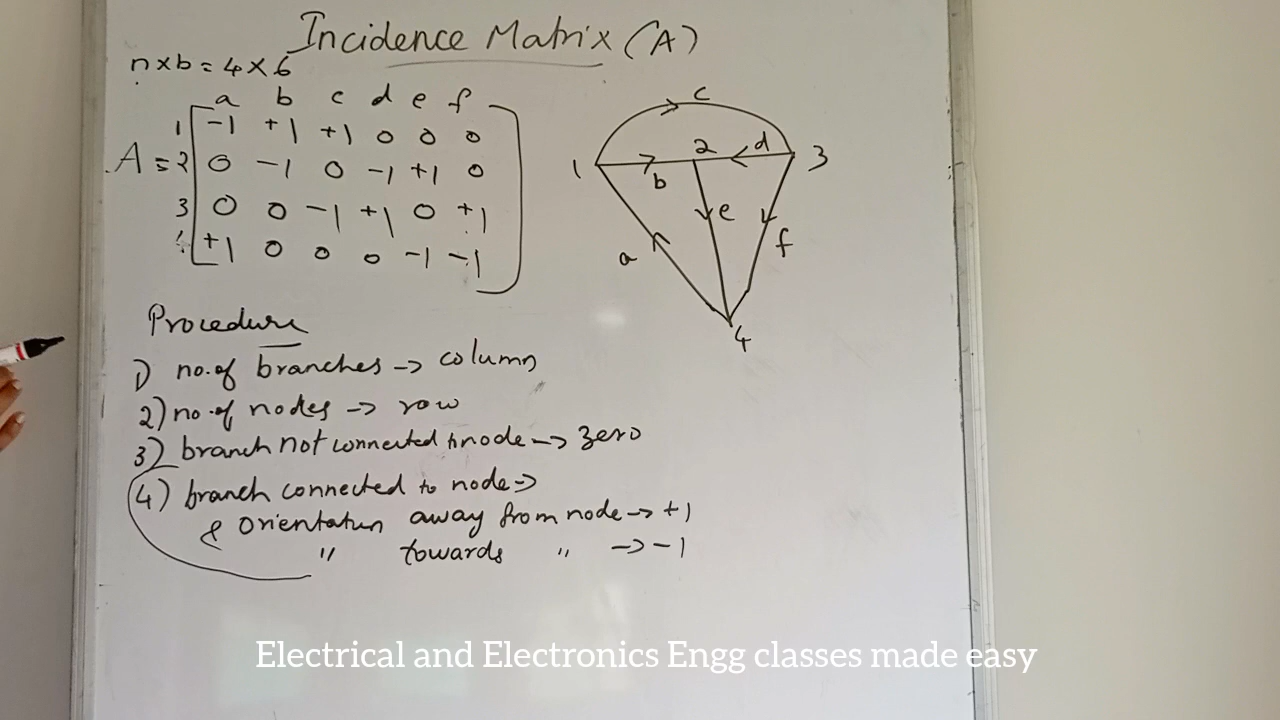 Incidence Matrix (A)
n×b = 4×6
a b c d e f
1 -1 +1 +1 0 0 0
A = 2 0 -1 0 -1 +1 0
3 0 0 -1 +1 0 +1
4 +1 0 0 0 -1 -1
c
1 2 d 3
b
e
a f
4
Procedure
1) no. of branches -> column
2) no. of nodes -> row
3) branch not connected to node -> zero
4) branch connected to node ->
& Orientation away from node -> +1
" towards " -> -1
Electrical and Electronics Engg classes made easy